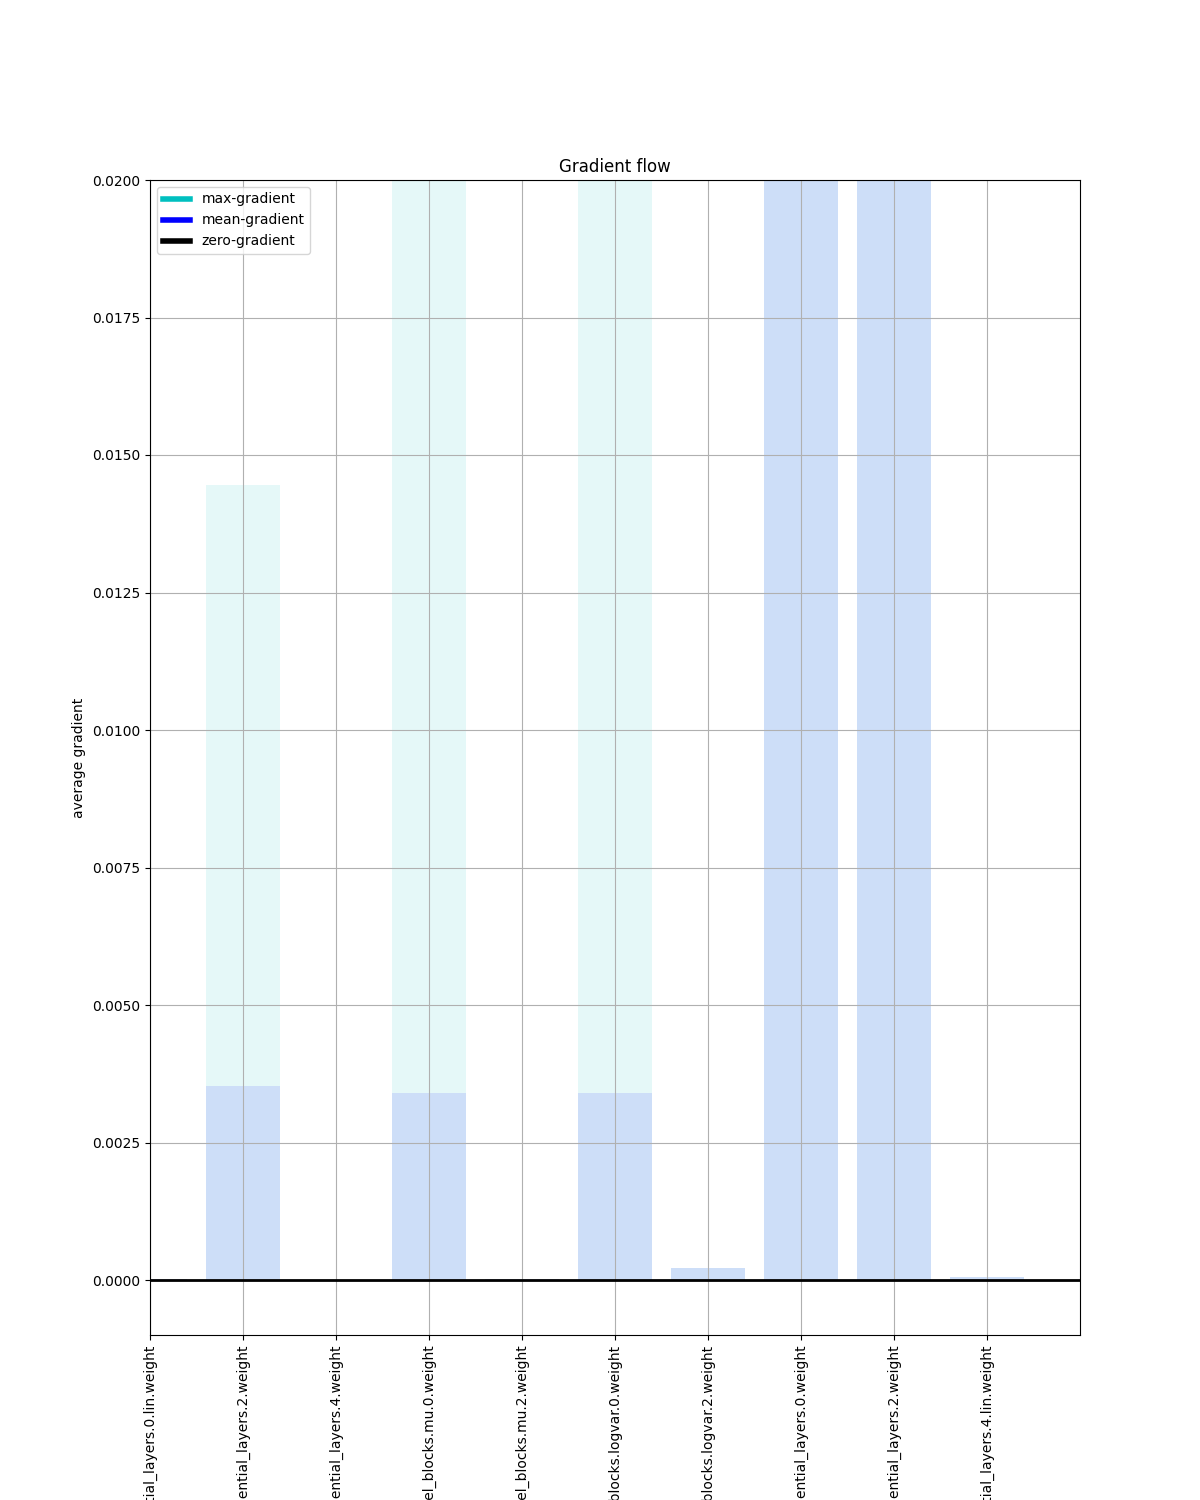 Gradient flow
max-gradient
mean-gradient
zero-gradient
average gradient
0.0200
0.0175
0.0150
0.0125
0.0100
0.0075
0.0050
0.0025
0.0000
tial_layers.0.lin.weight
ential_layers.2.weight
ential_layers.4.weight
el_blocks.mu.0.weight
el_blocks.mu.2.weight
blocks.logvar.0.weight
blocks.logvar.2.weight
ential_layers.0.weight
ential_layers.2.weight
tial_layers.4.lin.weight